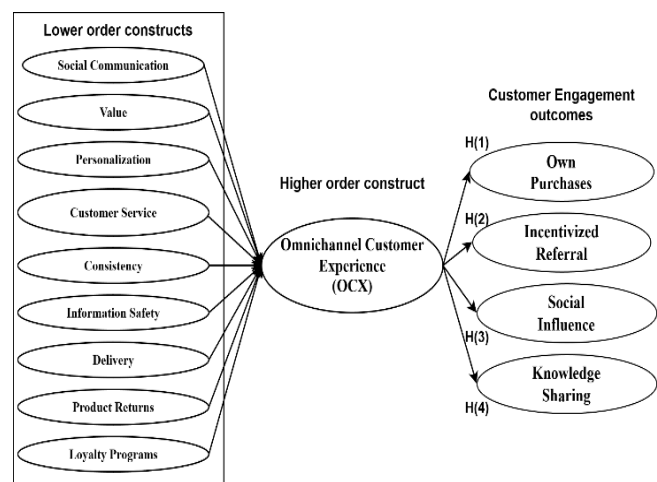 Lower order constructs
Social Communication
Value
Personalization
Customer Service
Consistency
Information Safety
Delivery
Product Returns
Loyalty Programs
Higher order construct
Omnichannel Customer
Experience
(OCX)
Customer Engagement
outcomes
H(1)
Own
Purchases
H(2)
Incentivized
Referral
Social
Influence
H(3)
Knowledge
Sharing
H(4)